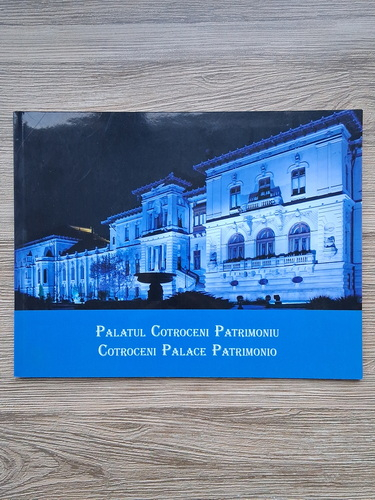 Palatul Cotroceni Patrimoniu
Cotroceni Palace Patrimonio